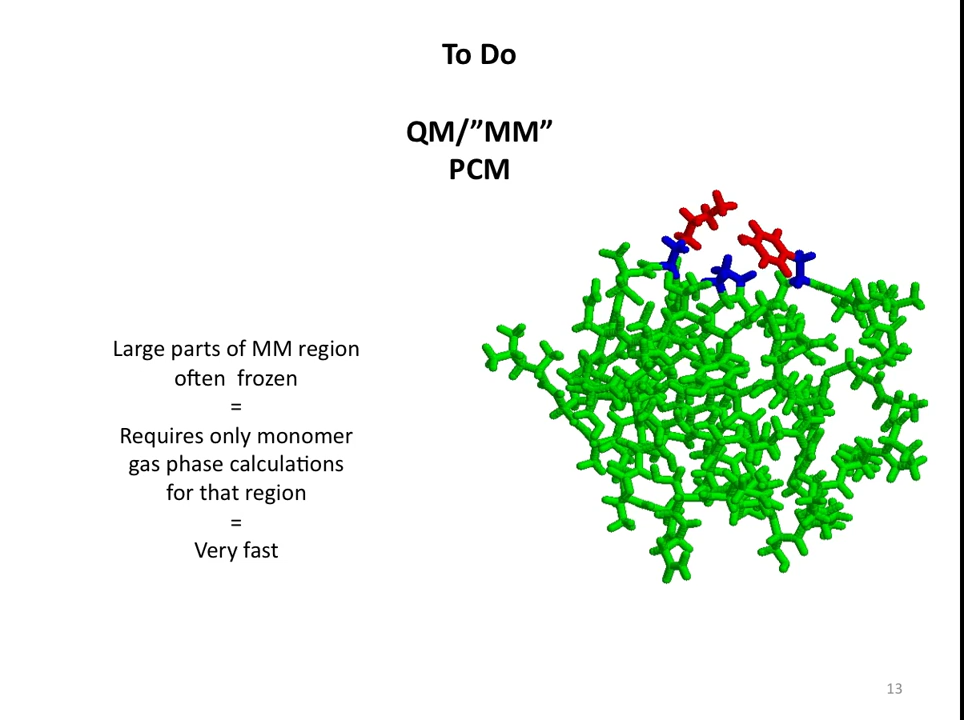 To Do
QM/”MM”
PCM
Large parts of MM region
often  frozen
=
Requires only monomer
gas phase calculations
for that region
=
Very fast
13